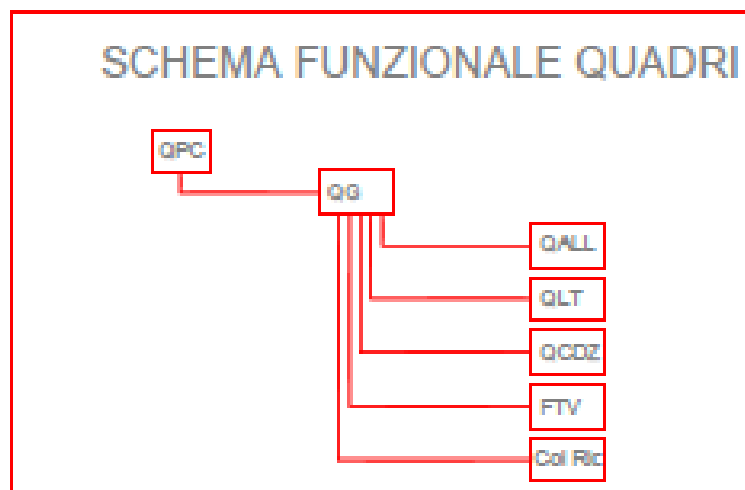 SCHEMA FUNZIONALE QUADRI
QPC
QG
QALL
QLT
QCDZ
FTV
Col Ric